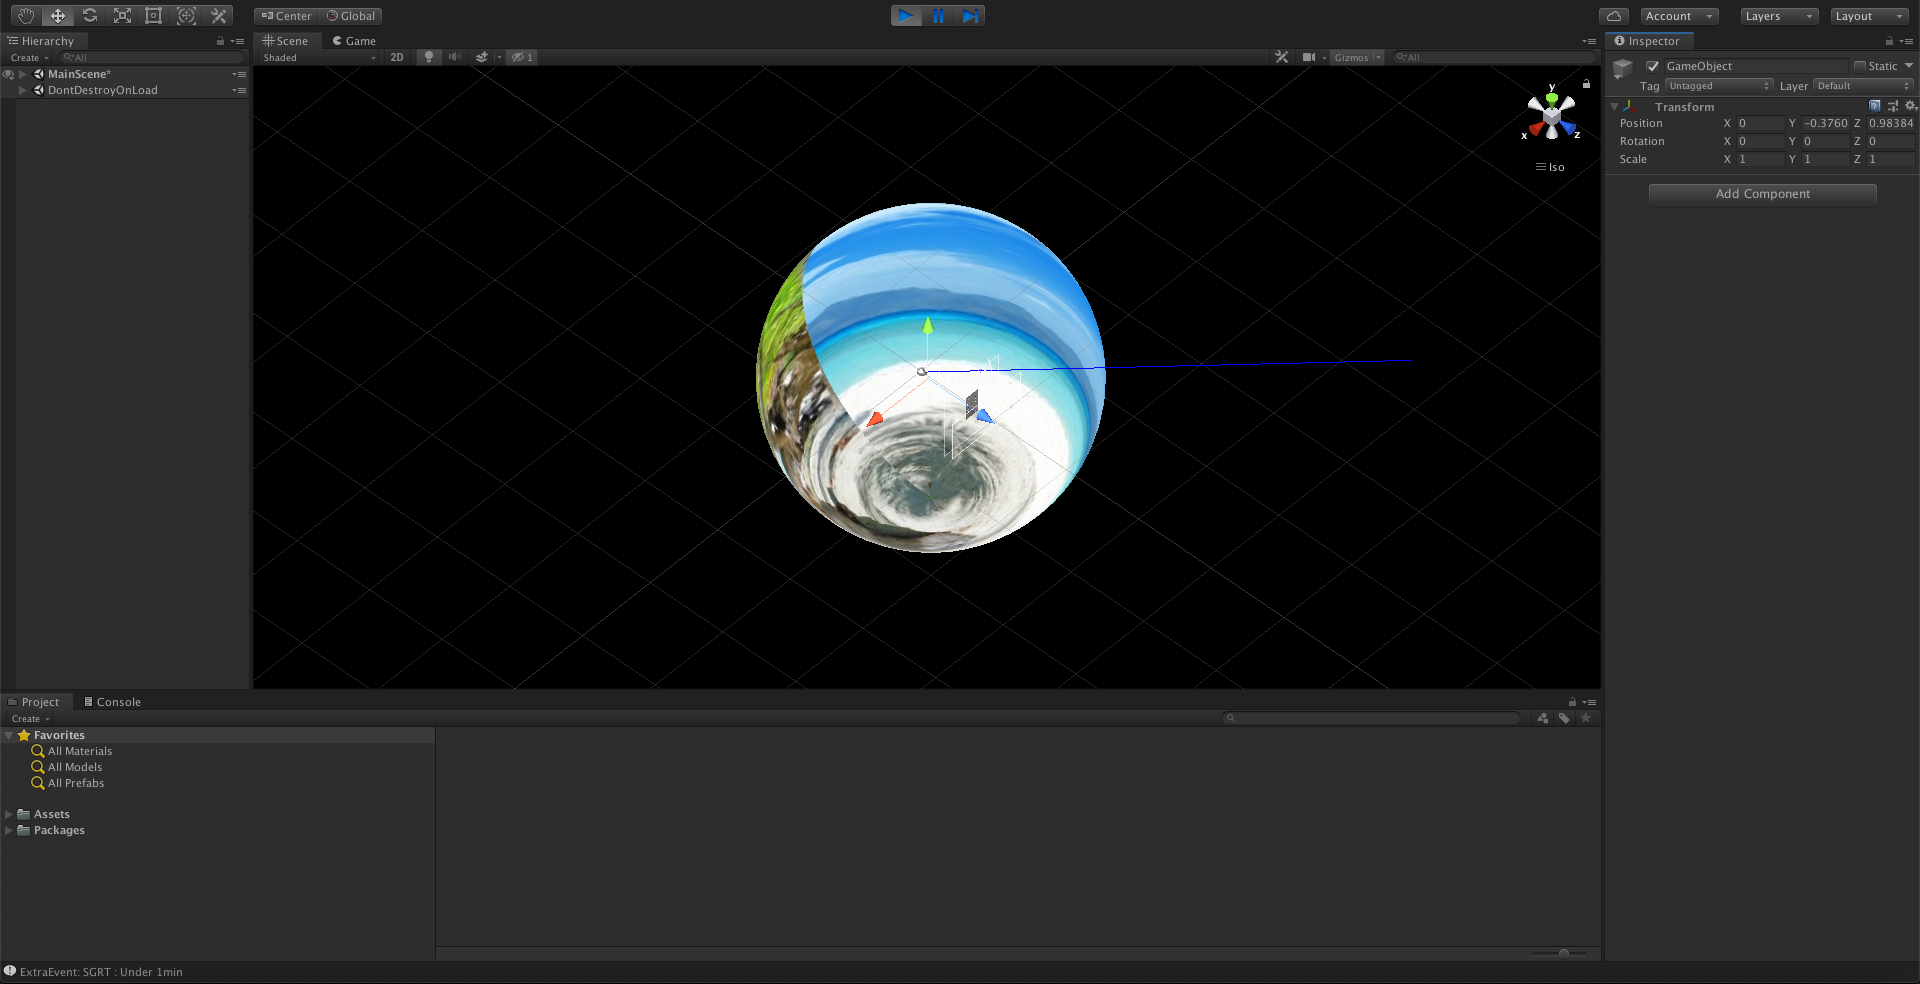 Center Global
Account Layers Layout
Hierarchy
Create All
MainScene*
DontDestroyOnLoad
Scene Game
Shaded 2D 1 Gizmos All
y
x z
Iso
Inspector
GameObject Static
Tag Untagged Layer Default
Transform
Position X 0 Y -0.3760 Z 0.98384
Rotation X 0 Y 0 Z 0
Scale X 1 Y 1 Z 1
Add Component
Project Console
Create
Favorites
All Materials
All Models
All Prefabs
Assets
Packages
ExtraEvent: SGRT : Under 1min